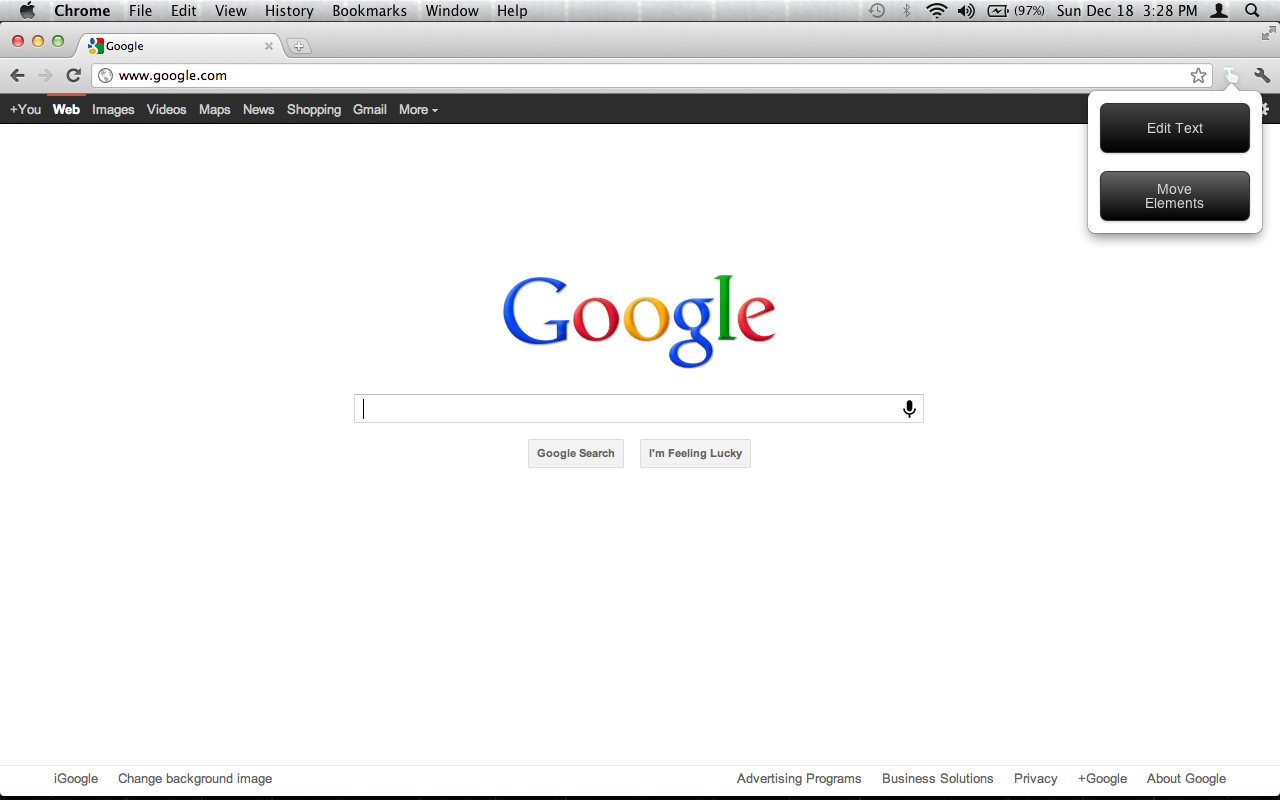 Chrome File Edit View History Bookmarks Window Help (97%) Sun Dec 18 3:28 PM
Google
www.google.com
+You Web Images Videos Maps News Shopping Gmail More
Edit Text
Move
Elements
Google
Google Search I'm Feeling Lucky
iGoogle Change background image Advertising Programs Business Solutions Privacy +Google About Google